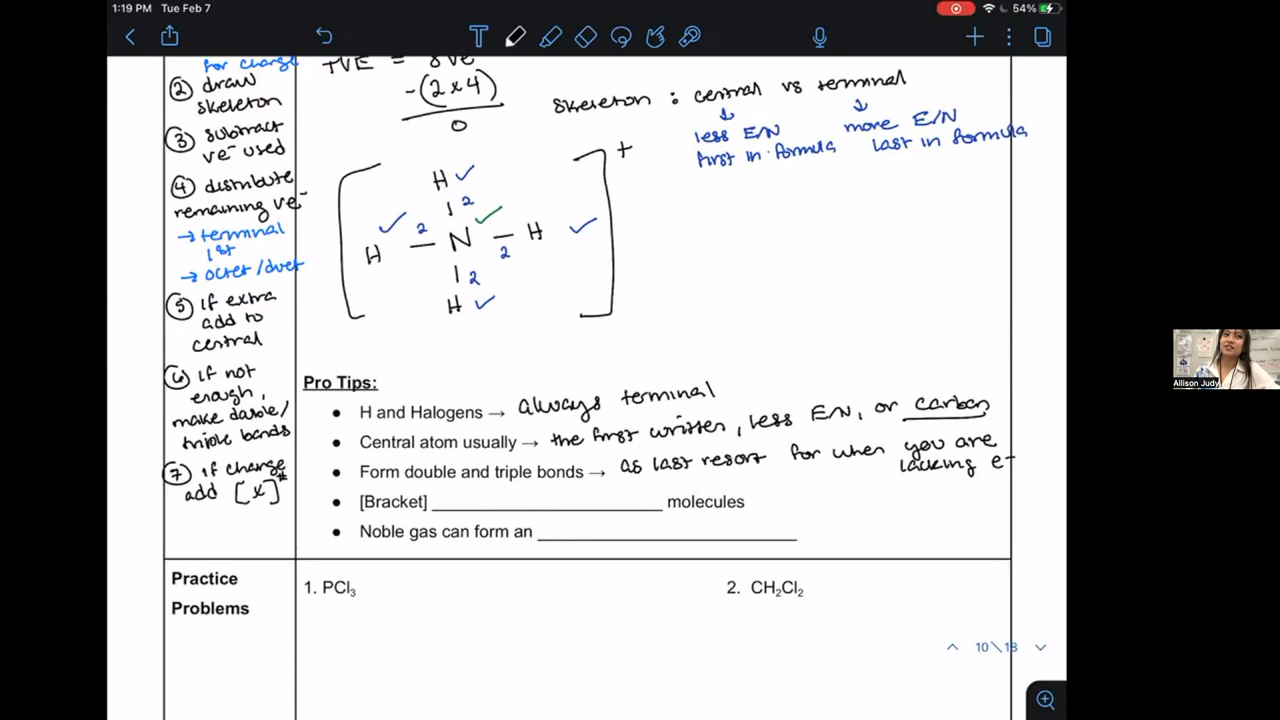 1:19 PM Tue Feb 7
54%
for charge
② draw
skeleton
③ subtract
ve⁻ used
④ distribute
remaining ve⁻
→ terminal
1st
→ octet/duet
⑤ if extra
add to
central
⑥ if not
enough,
make double/
triple bonds
⑦ if charge
add [x]±
TVE = 8ve⁻
-(2x4)
0
Skeleton : central vs terminal
↓ ↓
less E/N more E/N
first in formula last in formula
[ ]+
H ✓
| 2 ✓
✓ 2 N — H ✓
H — 2
| 2
H ✓
Pro Tips:
● H and Halogens → always terminal
● Central atom usually → the first written, less E/N, or carbon
● Form double and triple bonds → as last resort for when you are
lacking e⁻
● [Bracket] ____________________ molecules
● Noble gas can form an ____________________
Practice
Problems
1. PCl₃
2. CH₂Cl₂
10\18
Allison Judy